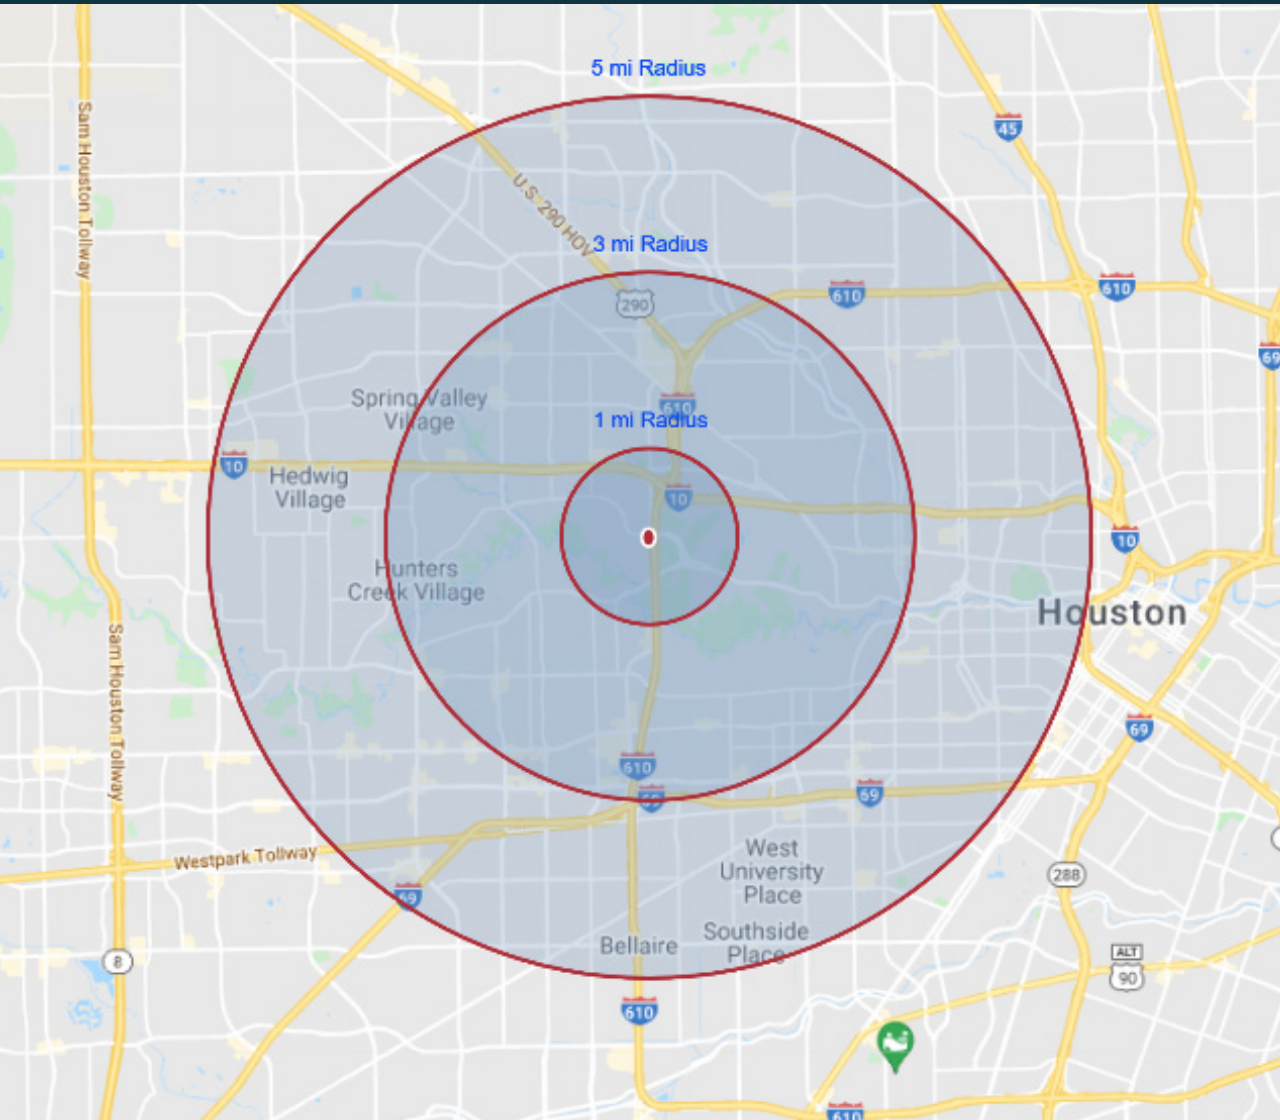 5 mi Radius
45
Sam Houston Tollway
U.S. 290 HOV
3 mi Radius
290
610
610
69
Spring Valley
Village
610
1 mi Radius
10
Hedwig
Village
10
10
Hunters
Creek Village
Houston
Sam Houston Tollway
69
610
69
69
West
University
Place
Westpark Tollway
288
69
Southside
Place
Bellaire
ALT
90
8
610
610